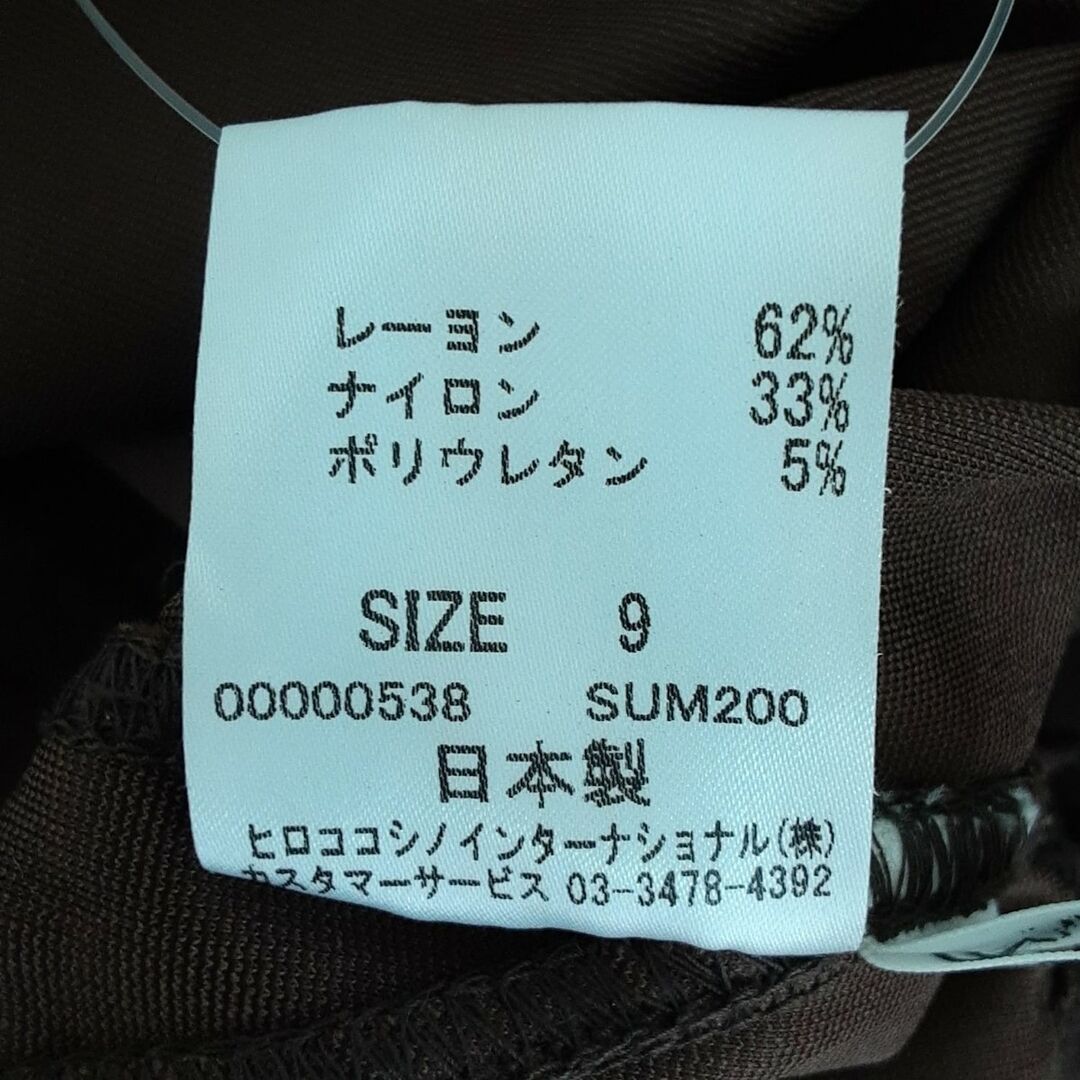 レーヨン 62%
ナイロン 33%
ポリウレタン 5%
SIZE 9
00000538 SUM200
日本製
ヒロココシノインターナショナル(株)
カスタマーサービス 03-3478-4392